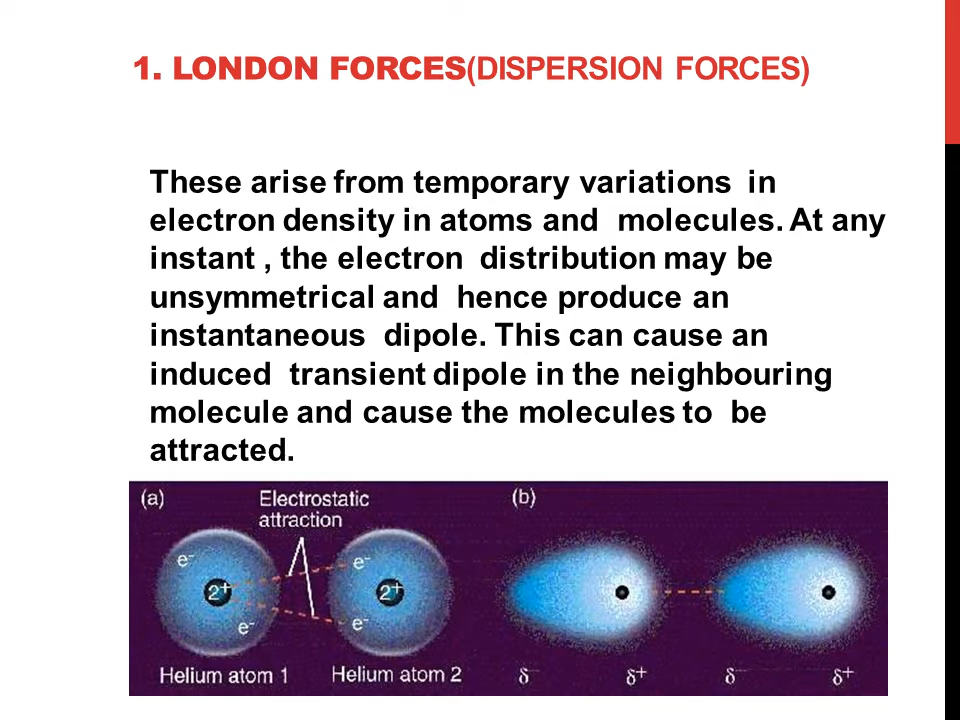 1. LONDON FORCES(DISPERSION FORCES)
These arise from temporary variations in
electron density in atoms and molecules. At any
instant , the electron distribution may be
unsymmetrical and hence produce an
instantaneous dipole. This can cause an
induced transient dipole in the neighbouring
molecule and cause the molecules to be
attracted.
(a)
Electrostatic
attraction
e-
2+
e-
e-
2+
e-
Helium atom 1
Helium atom 2
(b)
δ-
δ+
δ-
δ+